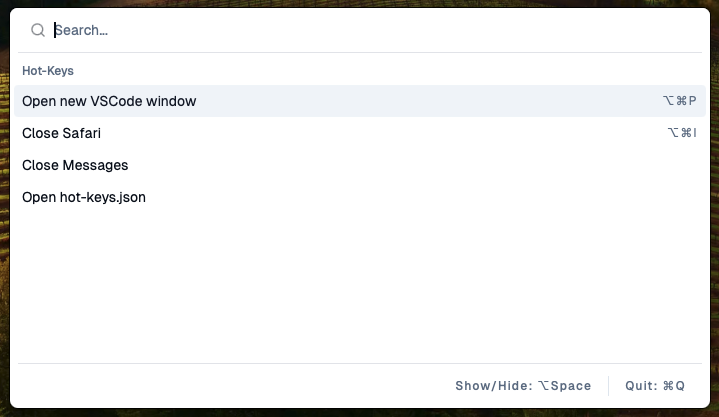 Search...
Hot-Keys
Open new VSCode window ⌥⌘P
Close Safari ⌥⌘I
Close Messages
Open hot-keys.json
Show/Hide: ⌥Space Quit: ⌘Q